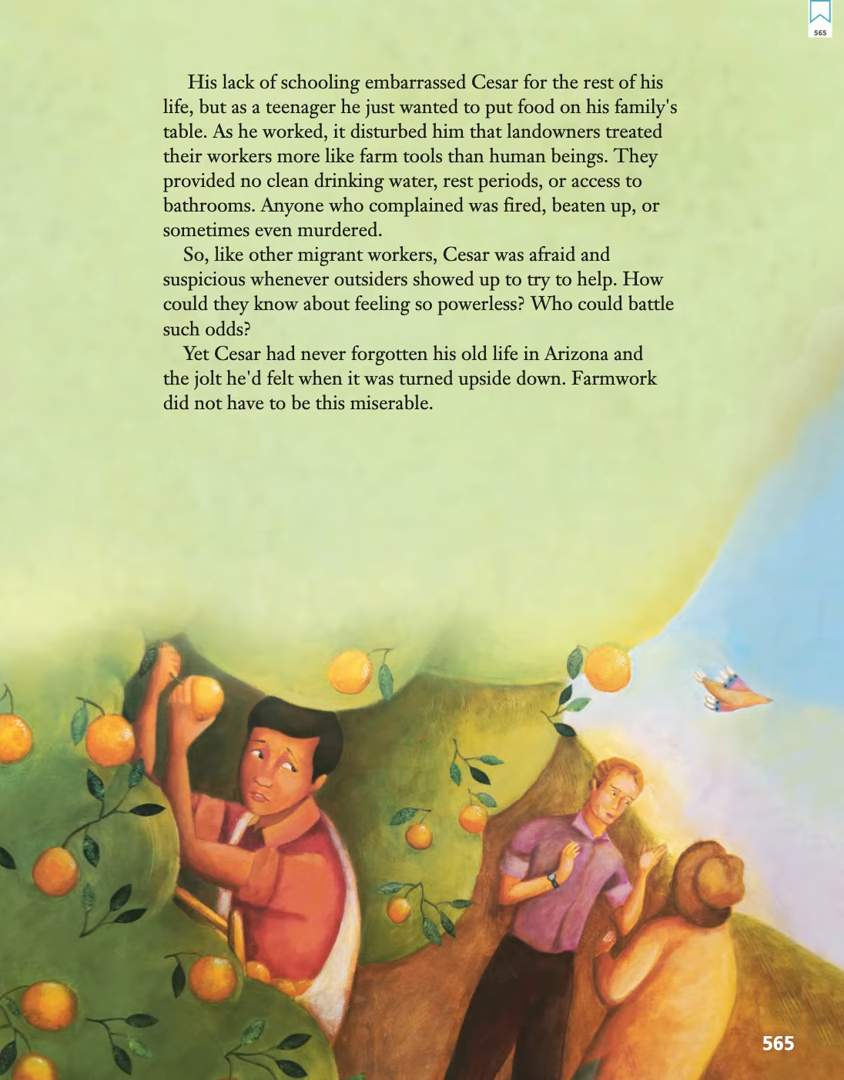 565
His lack of schooling embarrassed Cesar for the rest of his
life, but as a teenager he just wanted to put food on his family's
table. As he worked, it disturbed him that landowners treated
their workers more like farm tools than human beings. They
provided no clean drinking water, rest periods, or access to
bathrooms. Anyone who complained was fired, beaten up, or
sometimes even murdered.
So, like other migrant workers, Cesar was afraid and
suspicious whenever outsiders showed up to try to help. How
could they know about feeling so powerless? Who could battle
such odds?
Yet Cesar had never forgotten his old life in Arizona and
the jolt he'd felt when it was turned upside down. Farmwork
did not have to be this miserable.
565